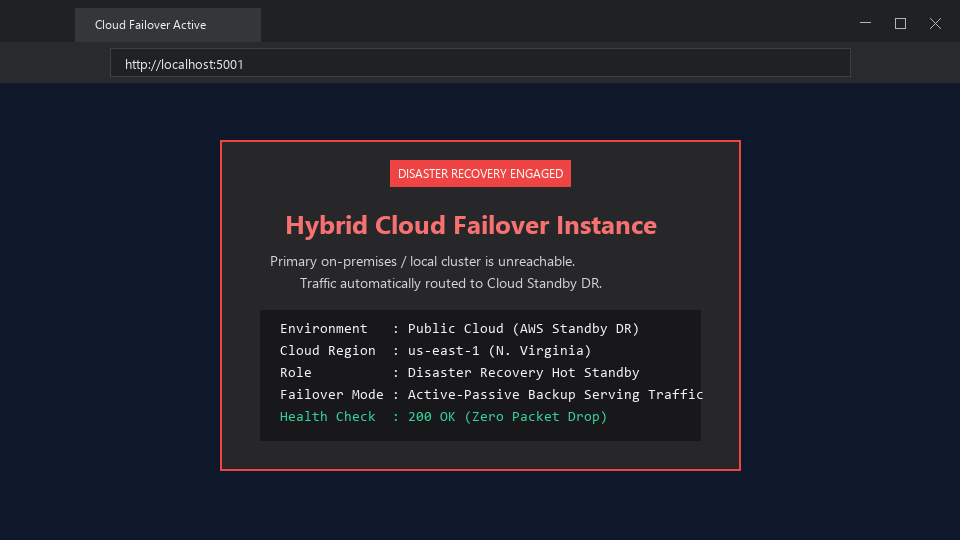 Cloud Failover Active
http://localhost:5001
DISASTER RECOVERY ENGAGED
Hybrid Cloud Failover Instance
Primary on-premises / local cluster is unreachable.
Traffic automatically routed to Cloud Standby DR.
Environment   : Public Cloud (AWS Standby DR)
Cloud Region  : us-east-1 (N. Virginia)
Role          : Disaster Recovery Hot Standby
Failover Mode : Active-Passive Backup Serving Traffic
Health Check  : 200 OK (Zero Packet Drop)